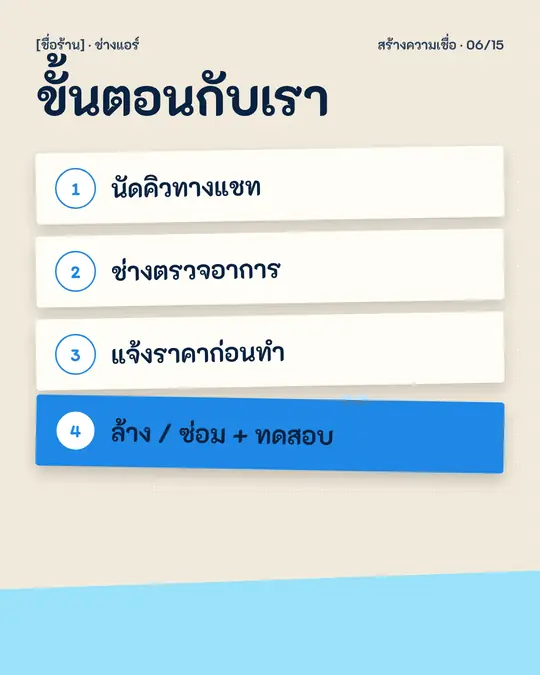 [ชื่อร้าน] · ช่างแอร์
สร้างความเชื่อ · 06/15
ขั้นตอนกับเรา
1 นัดคิวทางแชท
2 ช่างตรวจอาการ
3 แจ้งราคาก่อนทำ
4 ล้าง / ซ่อม + ทดสอบ